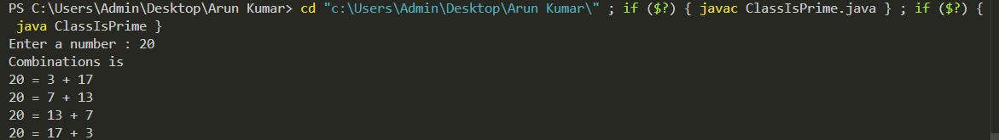 PS C:\Users\Admin\Desktop\Arun Kumar> cd "c:\Users\Admin\Desktop\Arun Kumar\" ; if ($?) { javac ClassIsPrime.java } ; if ($?) {
 java ClassIsPrime }
Enter a number : 20
Combinations is
20 = 3 + 17
20 = 7 + 13
20 = 13 + 7
20 = 17 + 3